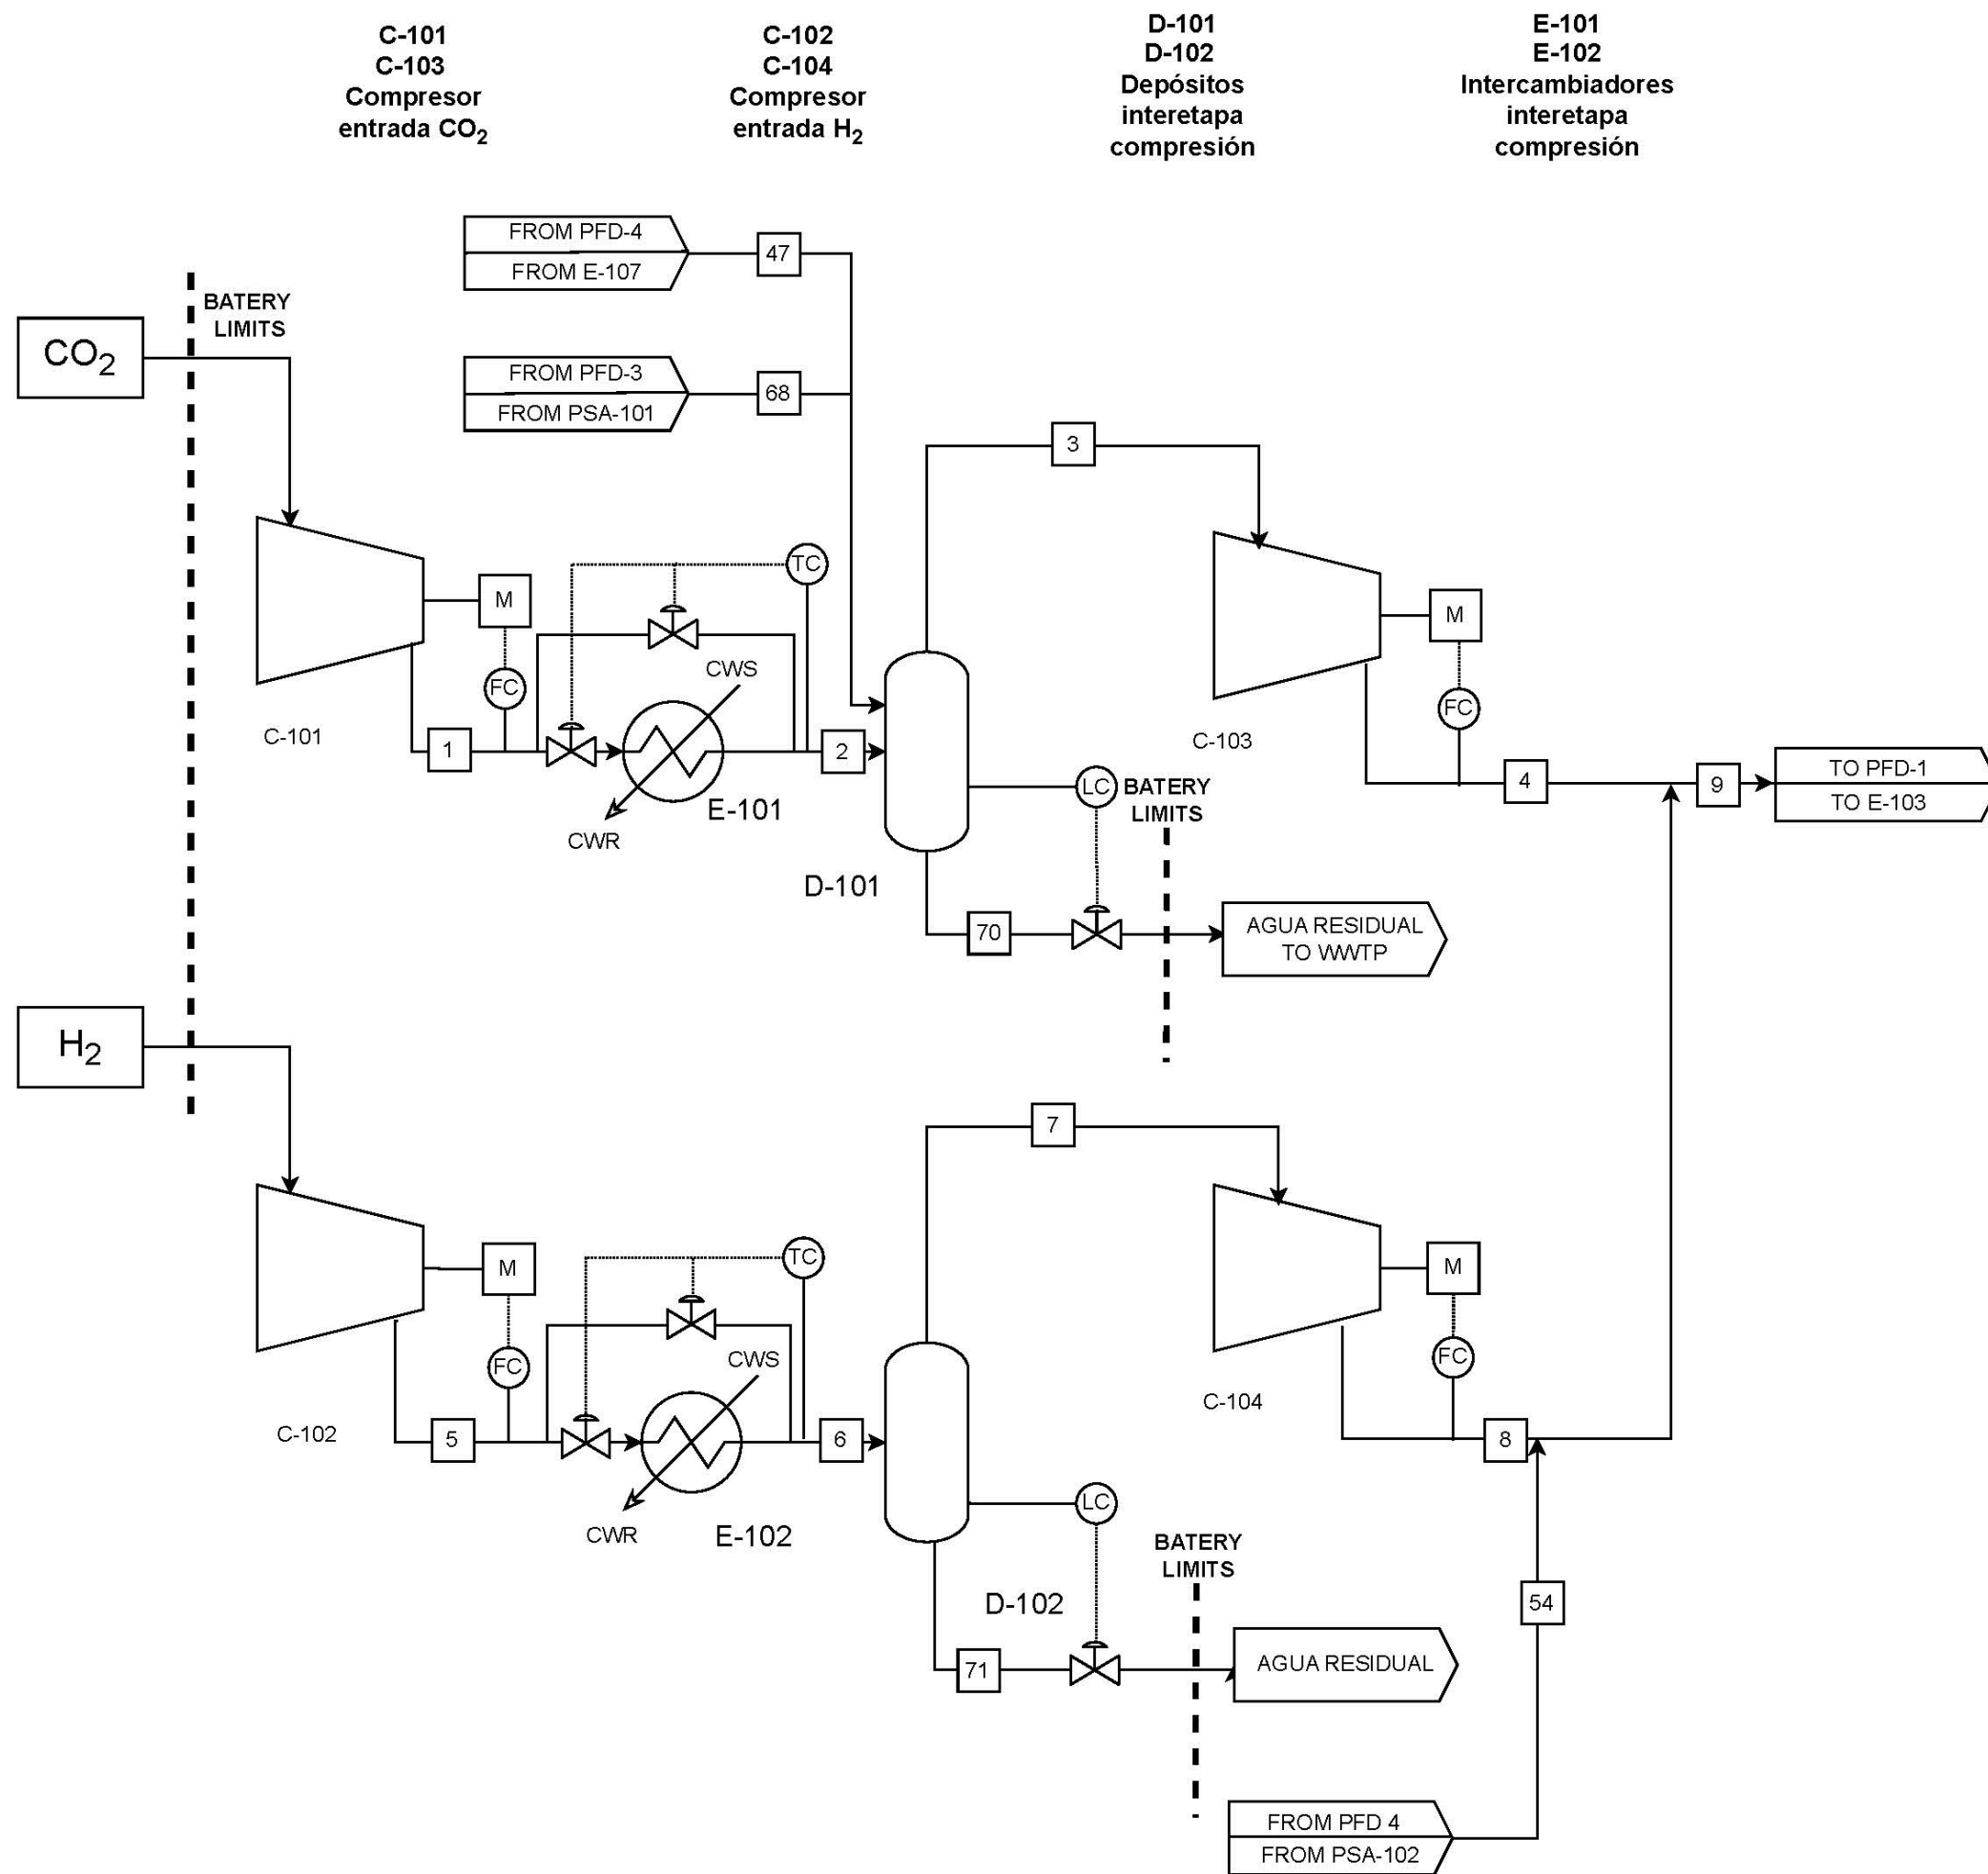 C-101
C-103
Compresor
entrada CO₂
C-102
C-104
Compresor
entrada H₂
D-101
D-102
Depósitos
interetapa
compresión
E-101
E-102
Intercambiadores
interetapa
compresión
FROM PFD-4
FROM E-107
47
BATERY
LIMITS
CO₂
FROM PFD-3
FROM PSA-101
68
3
TC
M
M
CWS
FC
FC
C-101
1
2
C-103
E-101
CWR
LC
BATERY
LIMITS
4
9
TO PFD-1
TO E-103
D-101
70
AGUA RESIDUAL
TO WWTP
H₂
7
TC
M
M
CWS
FC
FC
C-102
5
6
C-104
8
E-102
CWR
LC
BATERY
LIMITS
D-102
54
71
AGUA RESIDUAL
FROM PFD 4
FROM PSA-102